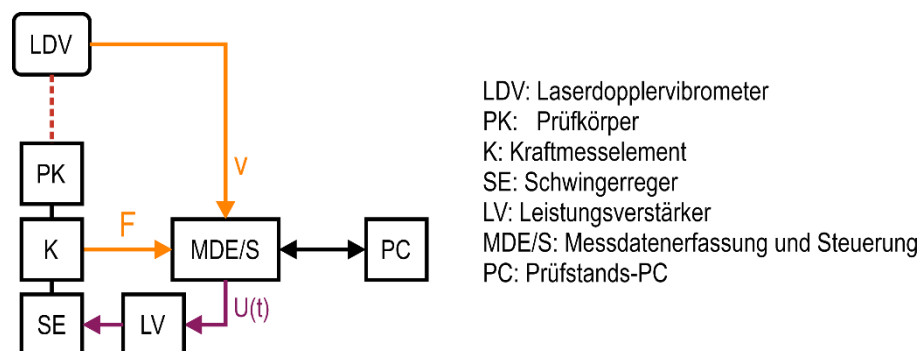 LDV
PK
v
F
K
MDE/S
PC
U(t)
SE
LV
LDV: Laserdopplervibrometer
PK: Prüfkörper
K: Kraftmesselement
SE: Schwingerreger
LV: Leistungsverstärker
MDE/S: Messdatenerfassung und Steuerung
PC: Prüfstands-PC